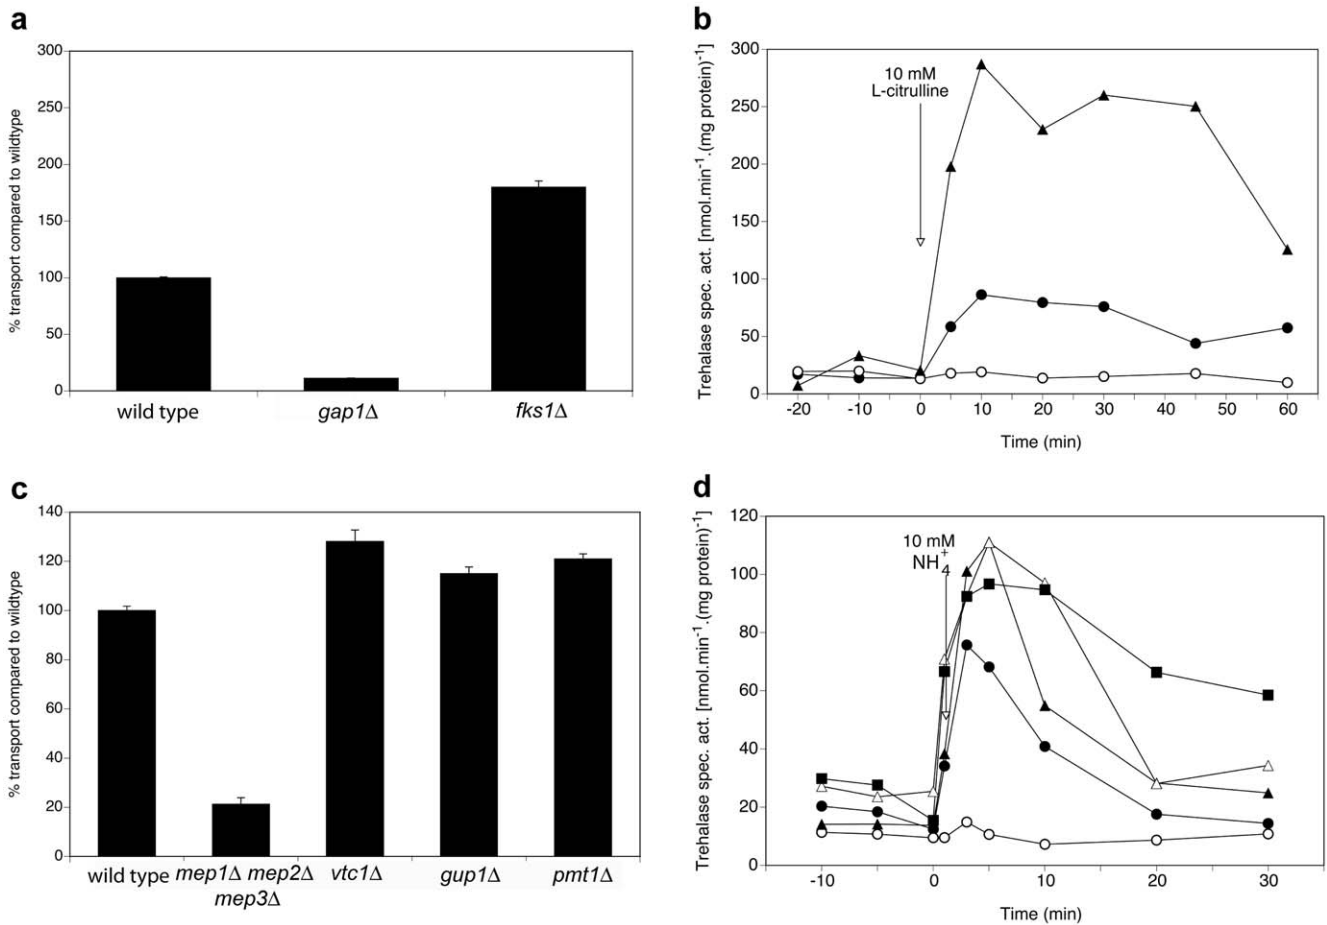 a
% transport compared to wildtype
300
250
200
150
100
50
0
wild type gap1Δ fks1Δ
b
Trehalase spec. act. [nmol.min⁻¹.(mg protein)⁻¹]
300
250
200
150
100
50
0
10 mM
L-citrulline
-20 -10 0 10 20 30 40 50 60
Time (min)
c
% transport compared to wildtype
140
120
100
80
60
40
20
0
wild type mep1Δ mep2Δ vtc1Δ gup1Δ pmt1Δ
mep3Δ
d
Trehalase spec. act. [nmol.min⁻¹.(mg protein)⁻¹]
120
100
80
60
40
20
0
10 mM
NH₄⁺
-10 0 10 20 30
Time (min)